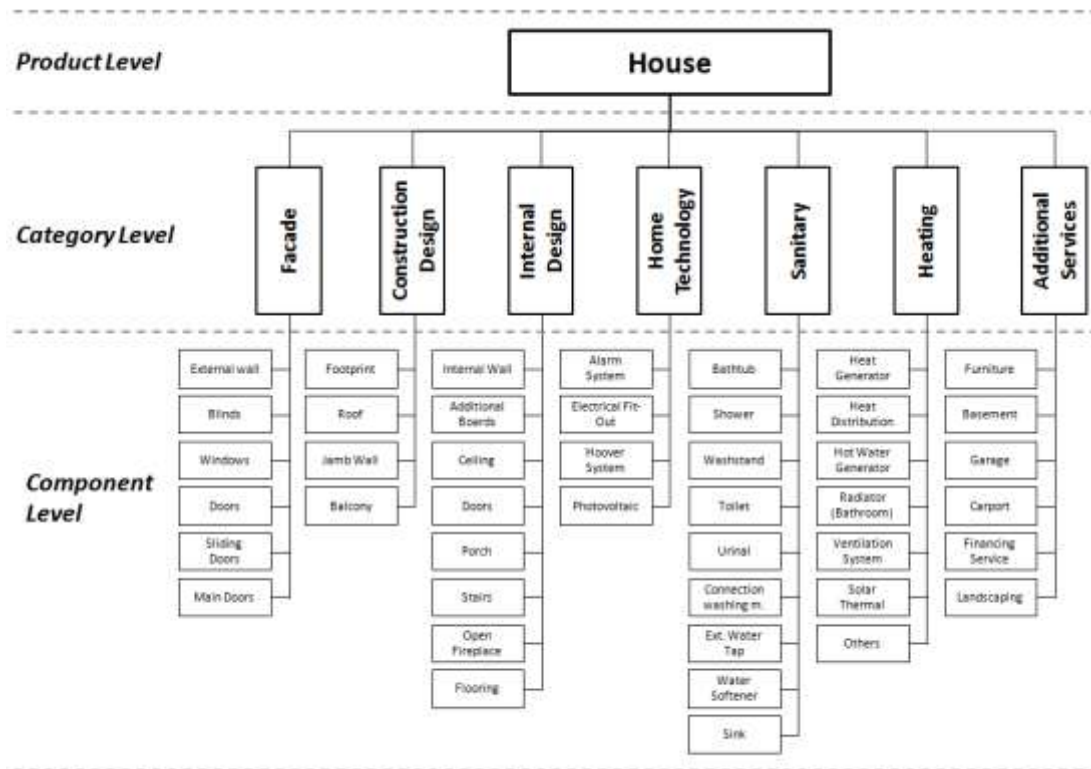 Product Level
House
Category Level
Facade
Construction
Design
Internal
Design
Home
Technology
Sanitary
Heating
Additional
Services
Component
Level
External wall
Blinds
Windows
Doors
Sliding
Doors
Main Doors
Footprint
Roof
Jamb Wall
Balcony
Internal Wall
Additional
Boards
Ceiling
Doors
Porch
Stairs
Open
Fireplace
Flooring
Alarm
System
Electrical Fit-
Out
Hoover
System
Photovoltaic
Bathtub
Shower
Washstand
Toilet
Urinal
Connection
washing m.
Ext. Water
Tap
Water
Softener
Sink
Heat
Generator
Heat
Distribution
Hot Water
Generator
Radiator
(Bathroom)
Ventilation
System
Solar
Thermal
Others
Furniture
Basement
Garage
Carport
Financing
Service
Landscaping